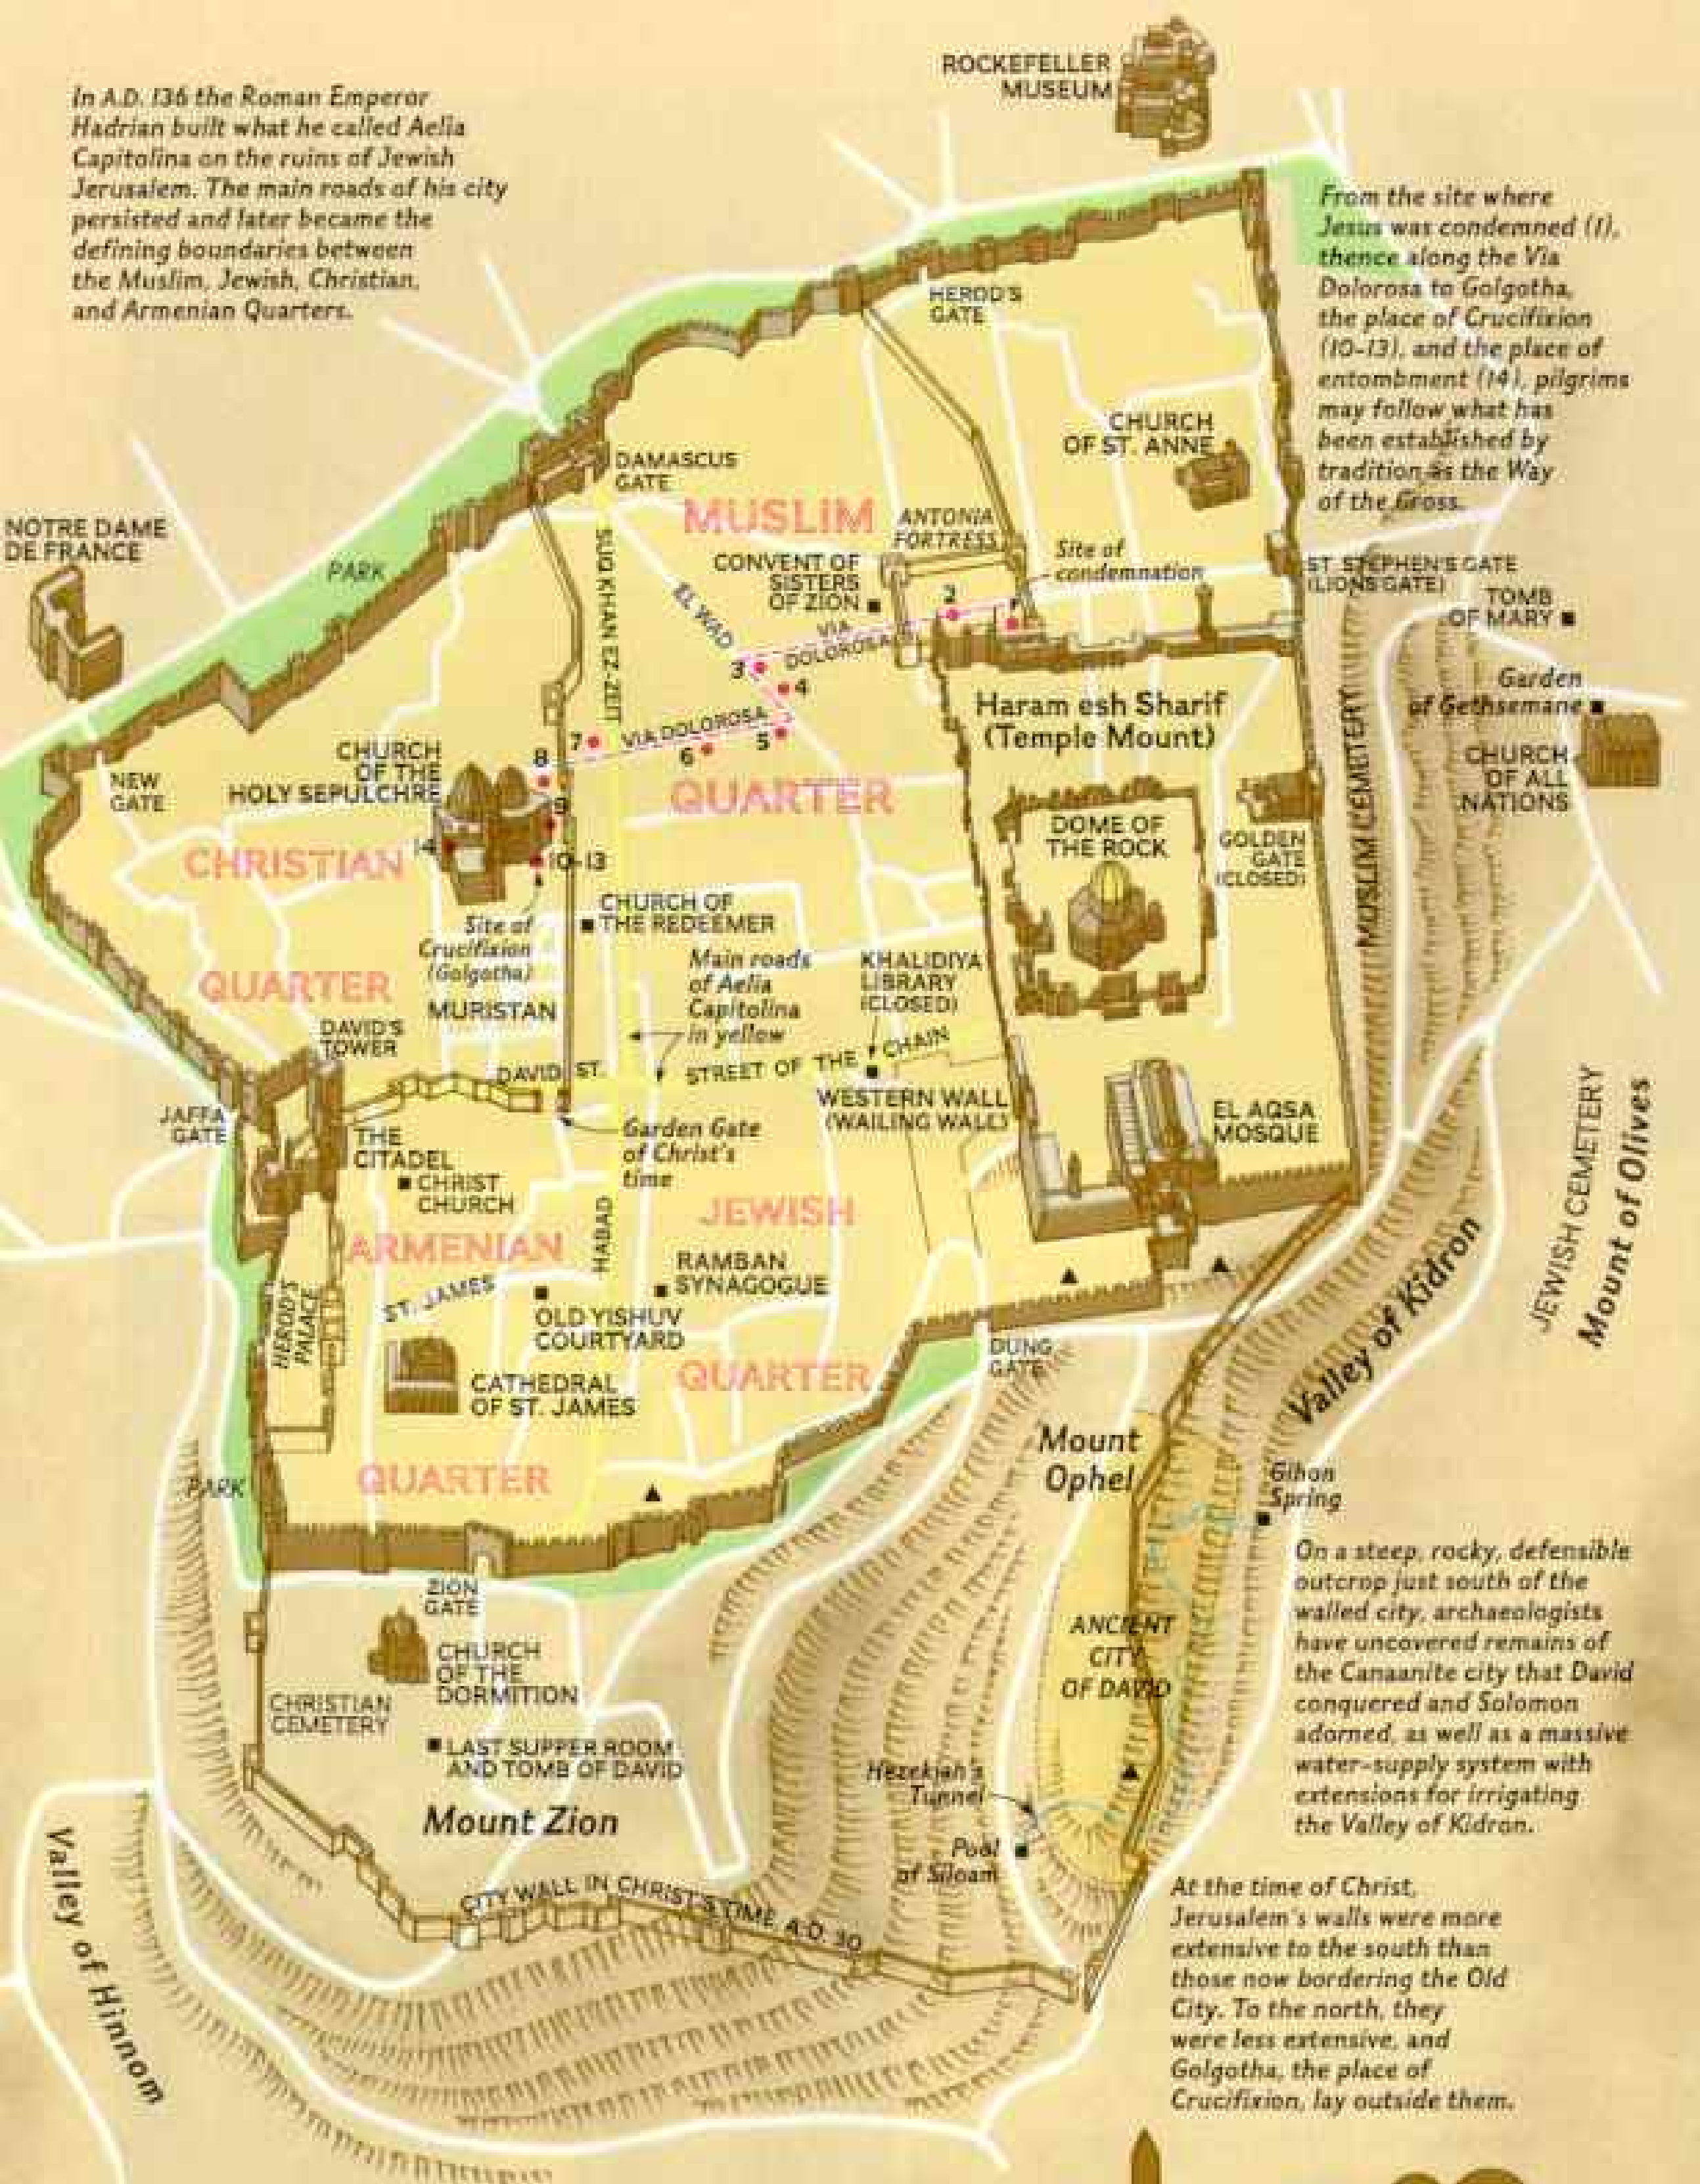 ROCKEFELLER
MUSEUM
In A.D. 136 the Roman Emperor
Hadrian built what he called Aelia
Capitolina on the ruins of Jewish
Jerusalem. The main roads of his city
persisted and later became the
defining boundaries between
the Muslim, Jewish, Christian,
and Armenian Quarters.
From the site where
Jesus was condemned (1),
thence along the Via
Dolorosa to Golgotha,
the place of Crucifixion
(10-13), and the place of
entombment (14), pilgrims
may follow what has
been established by
tradition as the Way
of the Cross.
HEROD'S
GATE
CHURCH
OF ST. ANNE
DAMASCUS
GATE
MUSLIM
ANTONIA
FORTRESS
NOTRE DAME
DE FRANCE
PARK
SUQ KHAN EZ-ZEIT
EL WAD
CONVENT OF
SISTERS
OF ZION
Site of
condemnation
ST. STEPHEN'S GATE
(LIONS GATE)
TOMB
OF MARY
1
2
VIA
DOLOROSA
3
4
Garden
of Gethsemane
Haram esh Sharif
(Temple Mount)
VIA DOLOROSA
5
6
7
8
9
10-13
14
CHURCH
OF THE
HOLY SEPULCHRE
NEW
GATE
CHURCH
OF ALL
NATIONS
MUSLIM CEMETERY
QUARTER
DOME OF
THE ROCK
GOLDEN
GATE
(CLOSED)
CHRISTIAN
Site of
Crucifixion
(Golgotha)
CHURCH OF
THE REDEEMER
Main roads
of Aelia
Capitolina
in yellow
KHALIDIYA
LIBRARY
(CLOSED)
QUARTER
MURISTAN
DAVID'S
TOWER
DAVID ST.
STREET OF THE CHAIN
WESTERN WALL
(WAILING WALL)
EL AQSA
MOSQUE
JAFFA
GATE
THE
CITADEL
Garden Gate
of Christ's
time
CHRIST
CHURCH
JEWISH
ARMENIAN
HABAD
RAMBAN
SYNAGOGUE
ST. JAMES
OLD YISHUV
COURTYARD
HEROD'S
PALACE
CATHEDRAL
OF ST. JAMES
QUARTER
DUNG
GATE
JEWISH CEMETERY
Mount of Olives
Valley of Kidron
Mount
Ophel
Gihon
Spring
PARK
QUARTER
ZION
GATE
CHURCH
OF THE
DORMITION
CHRISTIAN
CEMETERY
LAST SUPPER ROOM
AND TOMB OF DAVID
Mount Zion
ANCIENT
CITY
OF DAVID
Hezekiah's
Tunnel
Pool
of Siloam
On a steep, rocky, defensible
outcrop just south of the
walled city, archaeologists
have uncovered remains of
the Canaanite city that David
conquered and Solomon
adorned, as well as a massive
water-supply system with
extensions for irrigating
the Valley of Kidron.
Valley of Hinnom
CITY WALL IN CHRIST'S TIME A.D. 30
At the time of Christ,
Jerusalem's walls were more
extensive to the south than
those now bordering the Old
City. To the north, they
were less extensive, and
Golgotha, the place of
Crucifixion, lay outside them.